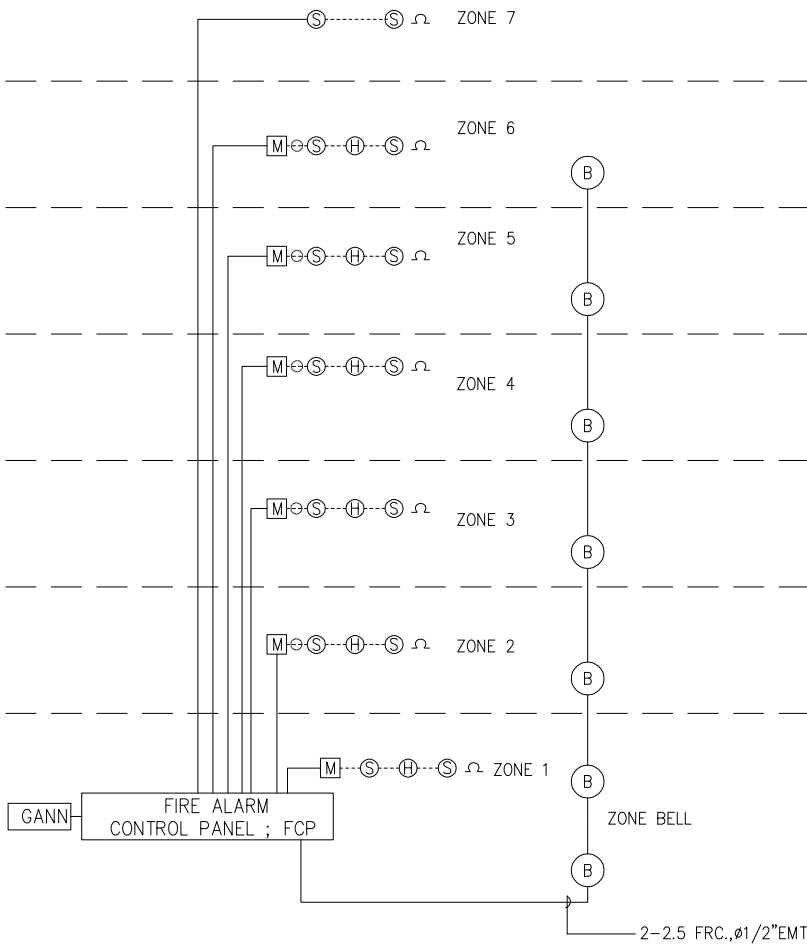 S S Ω ZONE 7
ZONE 6
M S H S Ω
B
ZONE 5
M S H S Ω
B
M S H S Ω
ZONE 4
B
M S H S Ω
ZONE 3
B
M S H S Ω ZONE 2
B
M S H S Ω ZONE 1
B
GANN
FIRE ALARM
CONTROL PANEL ; FCP
ZONE BELL
B
2-2.5 FRC.,ø1/2"EMT